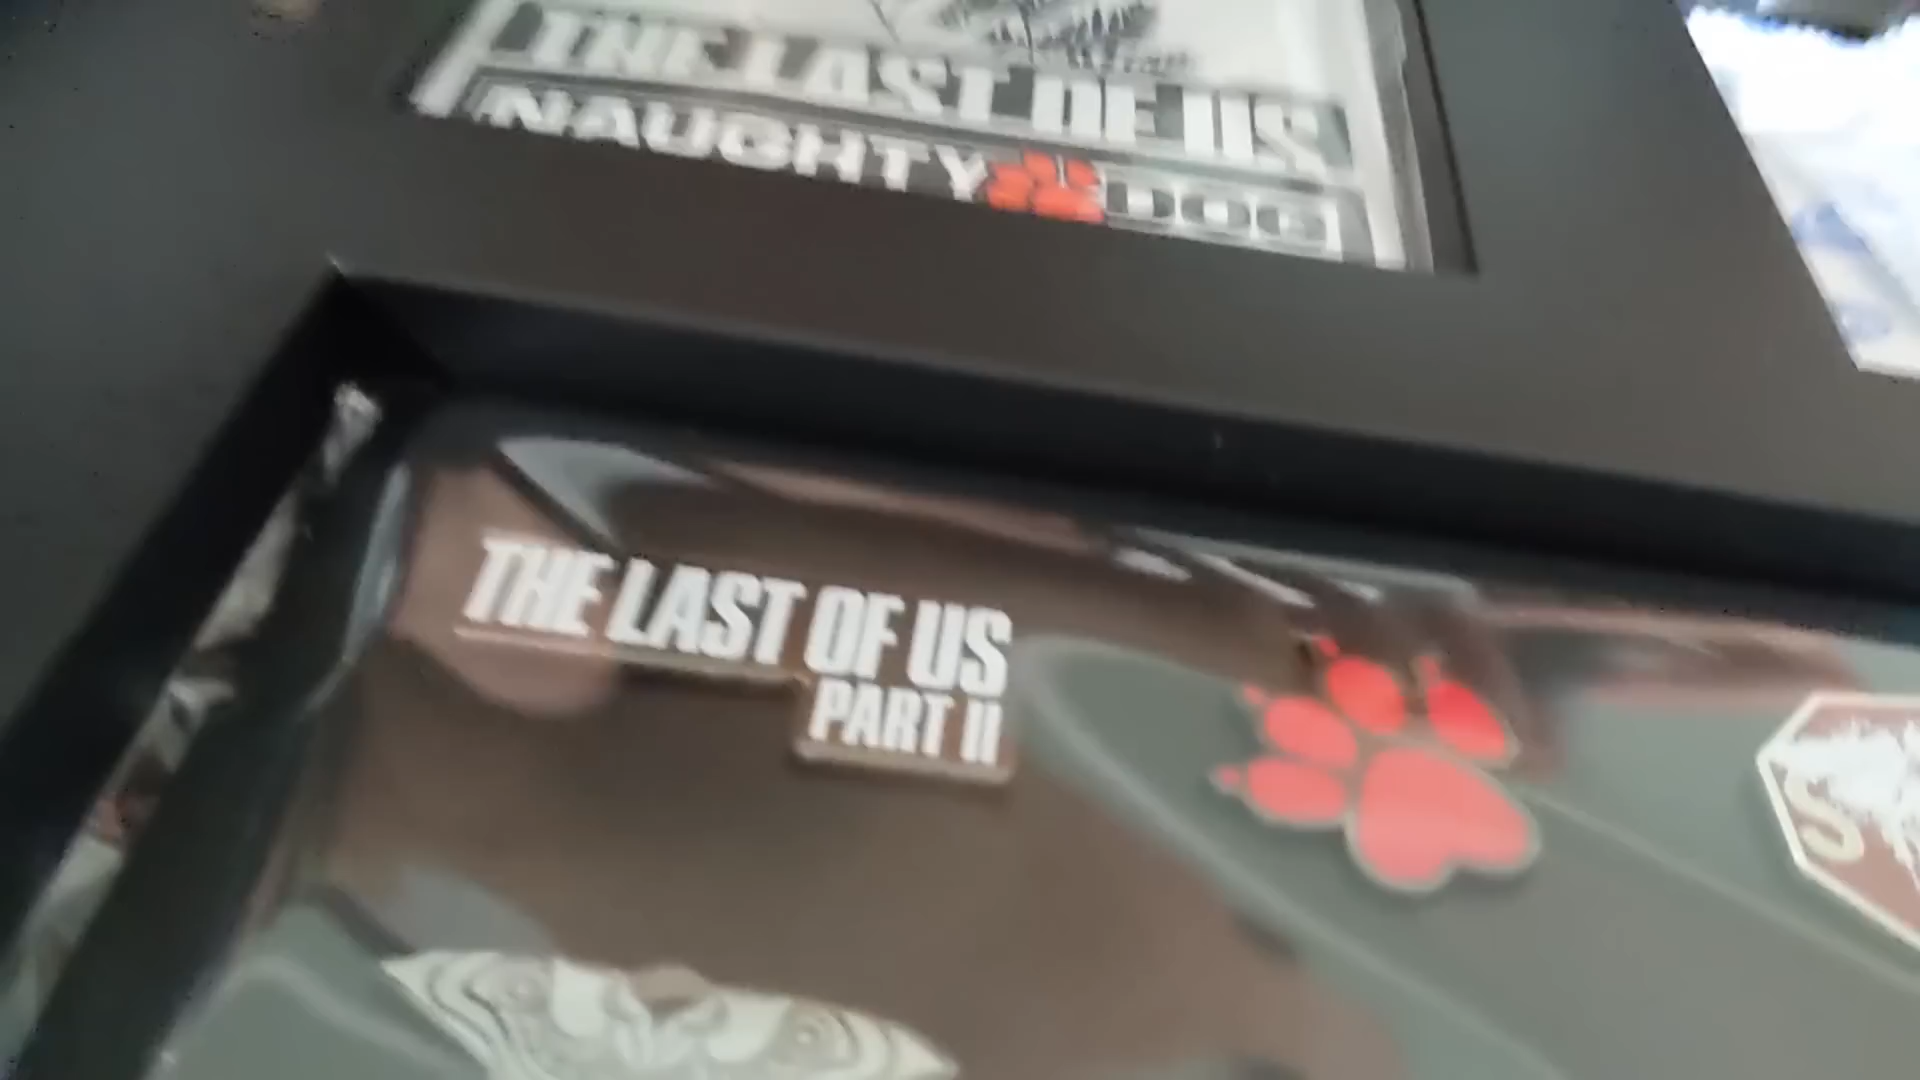 THE LAST OF US
NAUGHTY DOG
THE LAST OF US
PART II
S